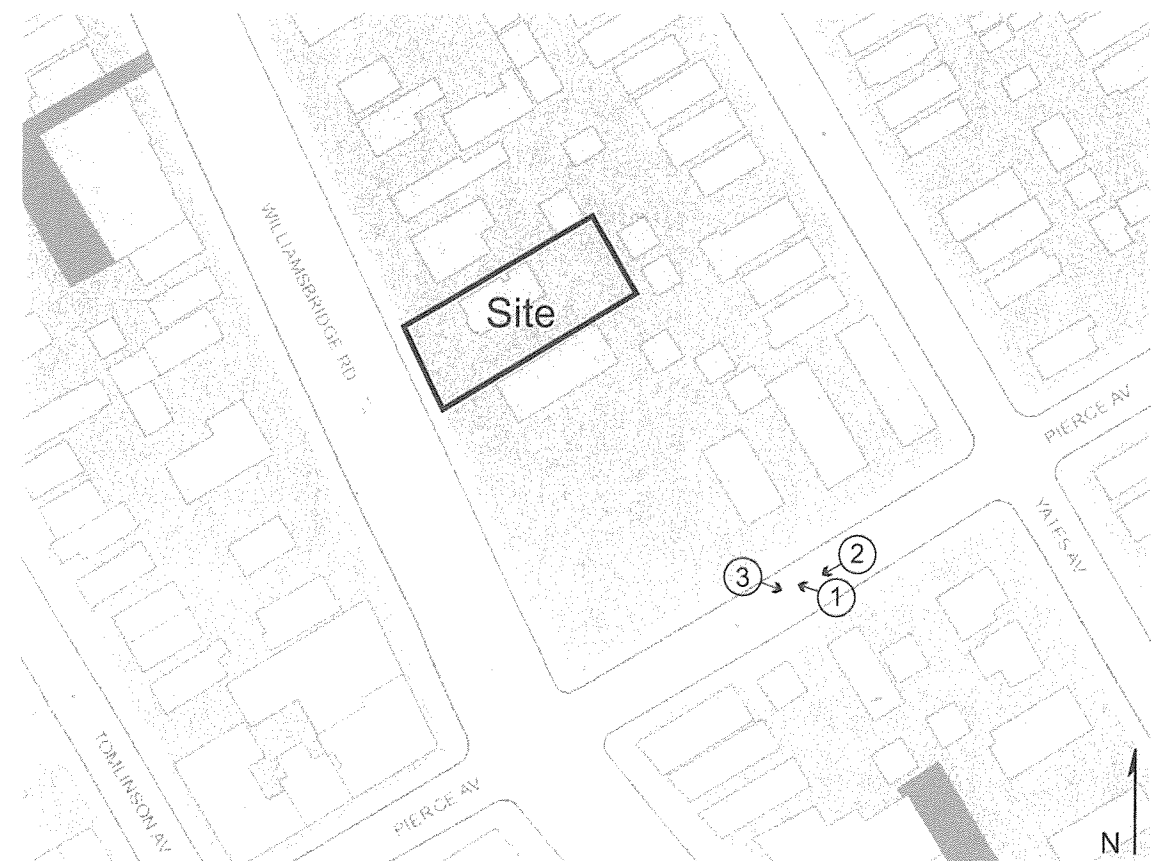 WILLIAMSBRIDGE RD
Site
PIERCE AV
YATES AV
2
3
1
TOMLINSON AV
PIERCE AV
N